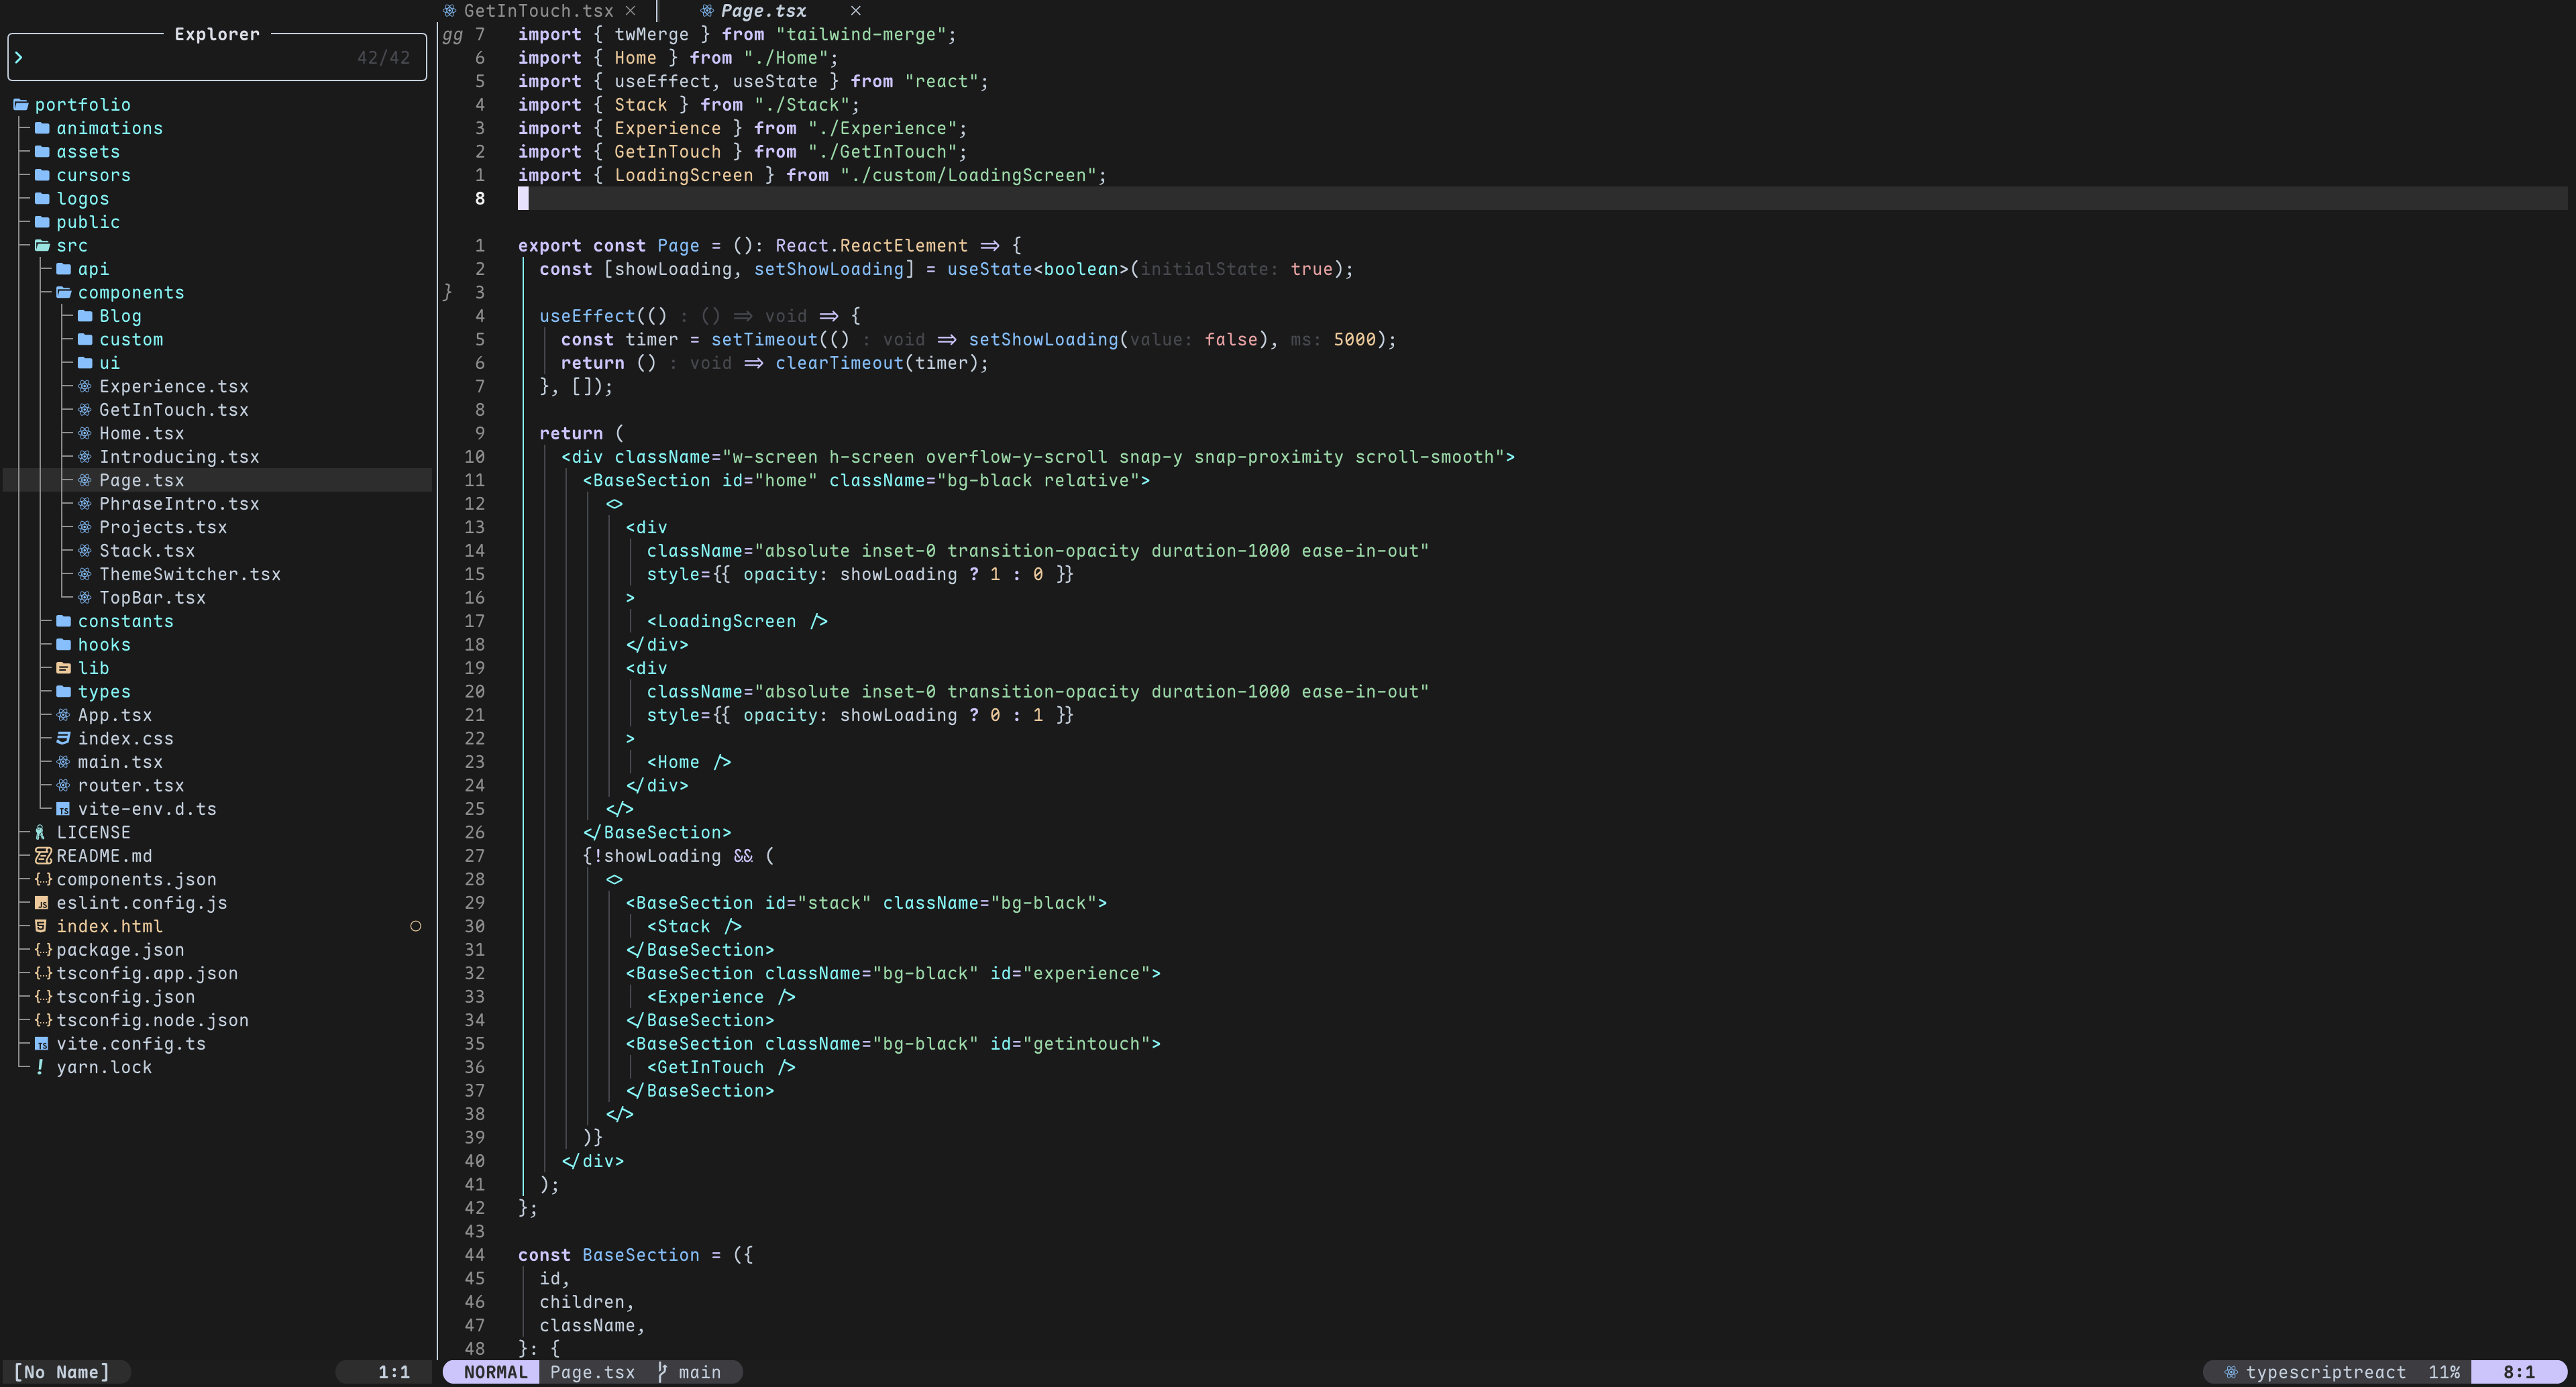 Explorer
42/42
portfolio
animations
assets
cursors
logos
public
src
api
components
Blog
custom
ui
Experience.tsx
GetInTouch.tsx
Home.tsx
Introducing.tsx
Page.tsx
PhraseIntro.tsx
Projects.tsx
Stack.tsx
ThemeSwitcher.tsx
TopBar.tsx
constants
hooks
lib
types
App.tsx
index.css
main.tsx
router.tsx
TS vite-env.d.ts
LICENSE
README.md
{..} components.json
JS eslint.config.js
index.html
{..} package.json
{..} tsconfig.app.json
{..} tsconfig.json
{..} tsconfig.node.json
TS vite.config.ts
! yarn.lock
[No Name] 1:1
GetInTouch.tsx × Page.tsx ×
gg 7 import { twMerge } from "tailwind-merge";
6 import { Home } from "./Home";
5 import { useEffect, useState } from "react";
4 import { Stack } from "./Stack";
3 import { Experience } from "./Experience";
2 import { GetInTouch } from "./GetInTouch";
1 import { LoadingScreen } from "./custom/LoadingScreen";
8
1 export const Page = (): React.ReactElement => {
2 const [showLoading, setShowLoading] = useState<boolean>(initialState: true);
} 3
4 useEffect(() : () => void => {
5 const timer = setTimeout(() : void => setShowLoading(value: false), ms: 5000);
6 return () : void => clearTimeout(timer);
7 }, []);
8
9 return (
10 <div className="w-screen h-screen overflow-y-scroll snap-y snap-proximity scroll-smooth">
11 <BaseSection id="home" className="bg-black relative">
12 <>
13 <div
14 className="absolute inset-0 transition-opacity duration-1000 ease-in-out"
15 style={{ opacity: showLoading ? 1 : 0 }}
16 >
17 <LoadingScreen />
18 </div>
19 <div
20 className="absolute inset-0 transition-opacity duration-1000 ease-in-out"
21 style={{ opacity: showLoading ? 0 : 1 }}
22 >
23 <Home />
24 </div>
25 </>
26 </BaseSection>
27 {!showLoading && (
28 <>
29 <BaseSection id="stack" className="bg-black">
30 <Stack />
31 </BaseSection>
32 <BaseSection className="bg-black" id="experience">
33 <Experience />
34 </BaseSection>
35 <BaseSection className="bg-black" id="getintouch">
36 <GetInTouch />
37 </BaseSection>
38 </>
39 )}
40 </div>
41 );
42 };
43
44 const BaseSection = ({
45 id,
46 children,
47 className,
48 }: {
NORMAL Page.tsx main typescriptreact 11% 8:1